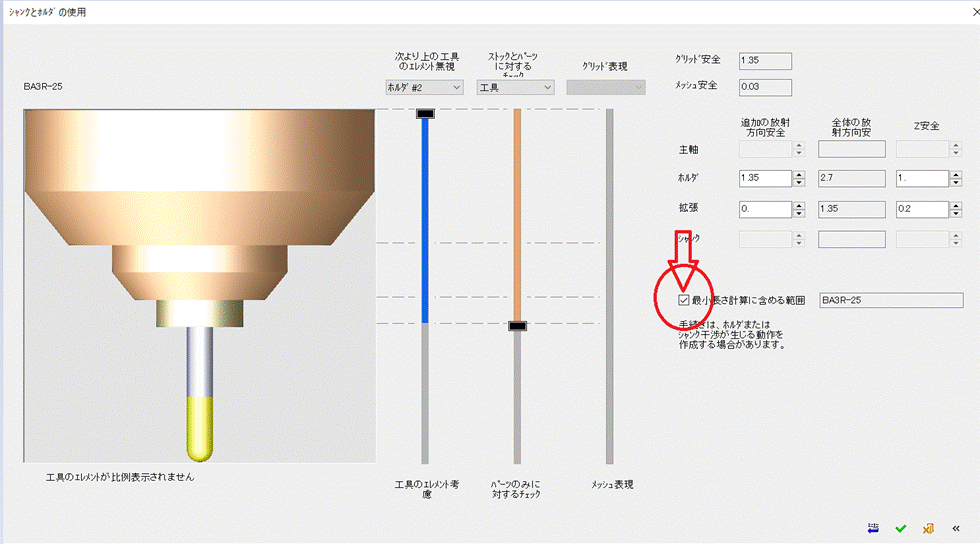 ｼｬﾝｸとﾎﾙﾀﾞの使用
BA3R-25
次より上の工具
のｴﾚﾒﾝﾄ無視
ｽﾄｯｸとﾊﾟｰﾂ
に対する
ﾁｪｯｸ
ｸﾞﾘｯﾄﾞ表現
ﾎﾙﾀﾞ #2
工具
ｸﾞﾘｯﾄﾞ安全
1.35
ﾒｯｼｭ安全
0.03
追加の放射
方向安全
全体の放
射方向安
Z安全
主軸
ﾎﾙﾀﾞ
1.35
2.7
1.
拡張
0.
1.35
0.2
ｼｬﾝｸ
最小長さ計算に含める範囲
BA3R-25
手続きは、ﾎﾙﾀﾞまたは
ｼｬﾝｸ干渉が生じる動作を
作成する場合があります。
工具のｴﾚﾒﾝﾄが比例表示されません
工具のｴﾚﾒﾝﾄ考
慮
ﾊﾟｰﾂのみに
対するﾁｪｯｸ
ﾒｯｼｭ表現